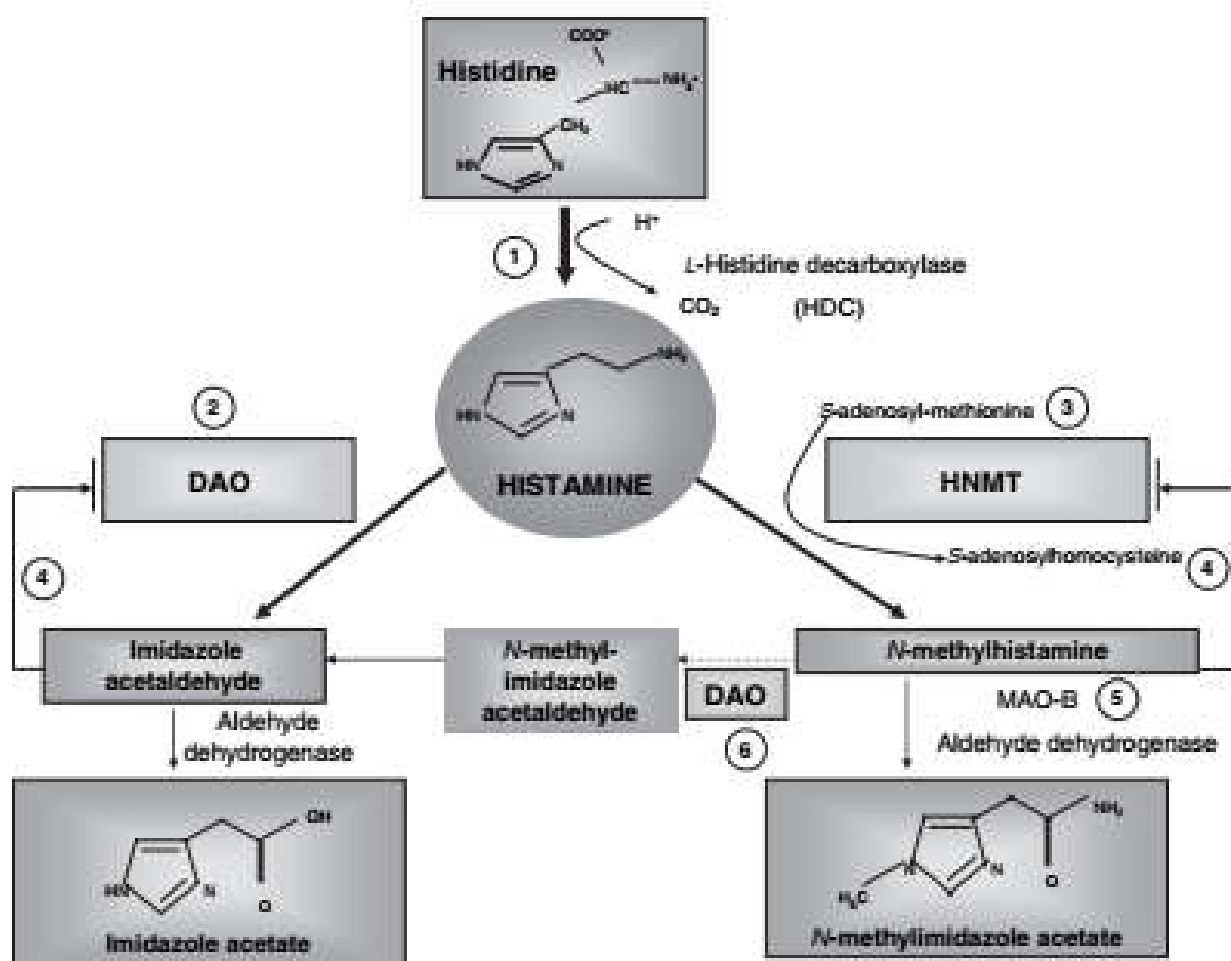 COO⁻
Histidine
HC
NH₃⁺
CH₂
HN
N
H⁺
1
L-Histidine decarboxylase
CO₂
(HDC)
NH₂
HN
N
HISTAMINE
2
DAO
S-adenosyl-methionine
3
HNMT
4
S-adenosylhomocysteine
4
Imidazole
acetaldehyde
N-methyl-
imidazole
acetaldehyde
N-methylhistamine
DAO
MAO-B
5
Aldehyde
dehydrogenase
6
Aldehyde dehydrogenase
OH
HN
N
O
Imidazole acetate
NH₂
N
N
H₃C
O
N-methylimidazole acetate